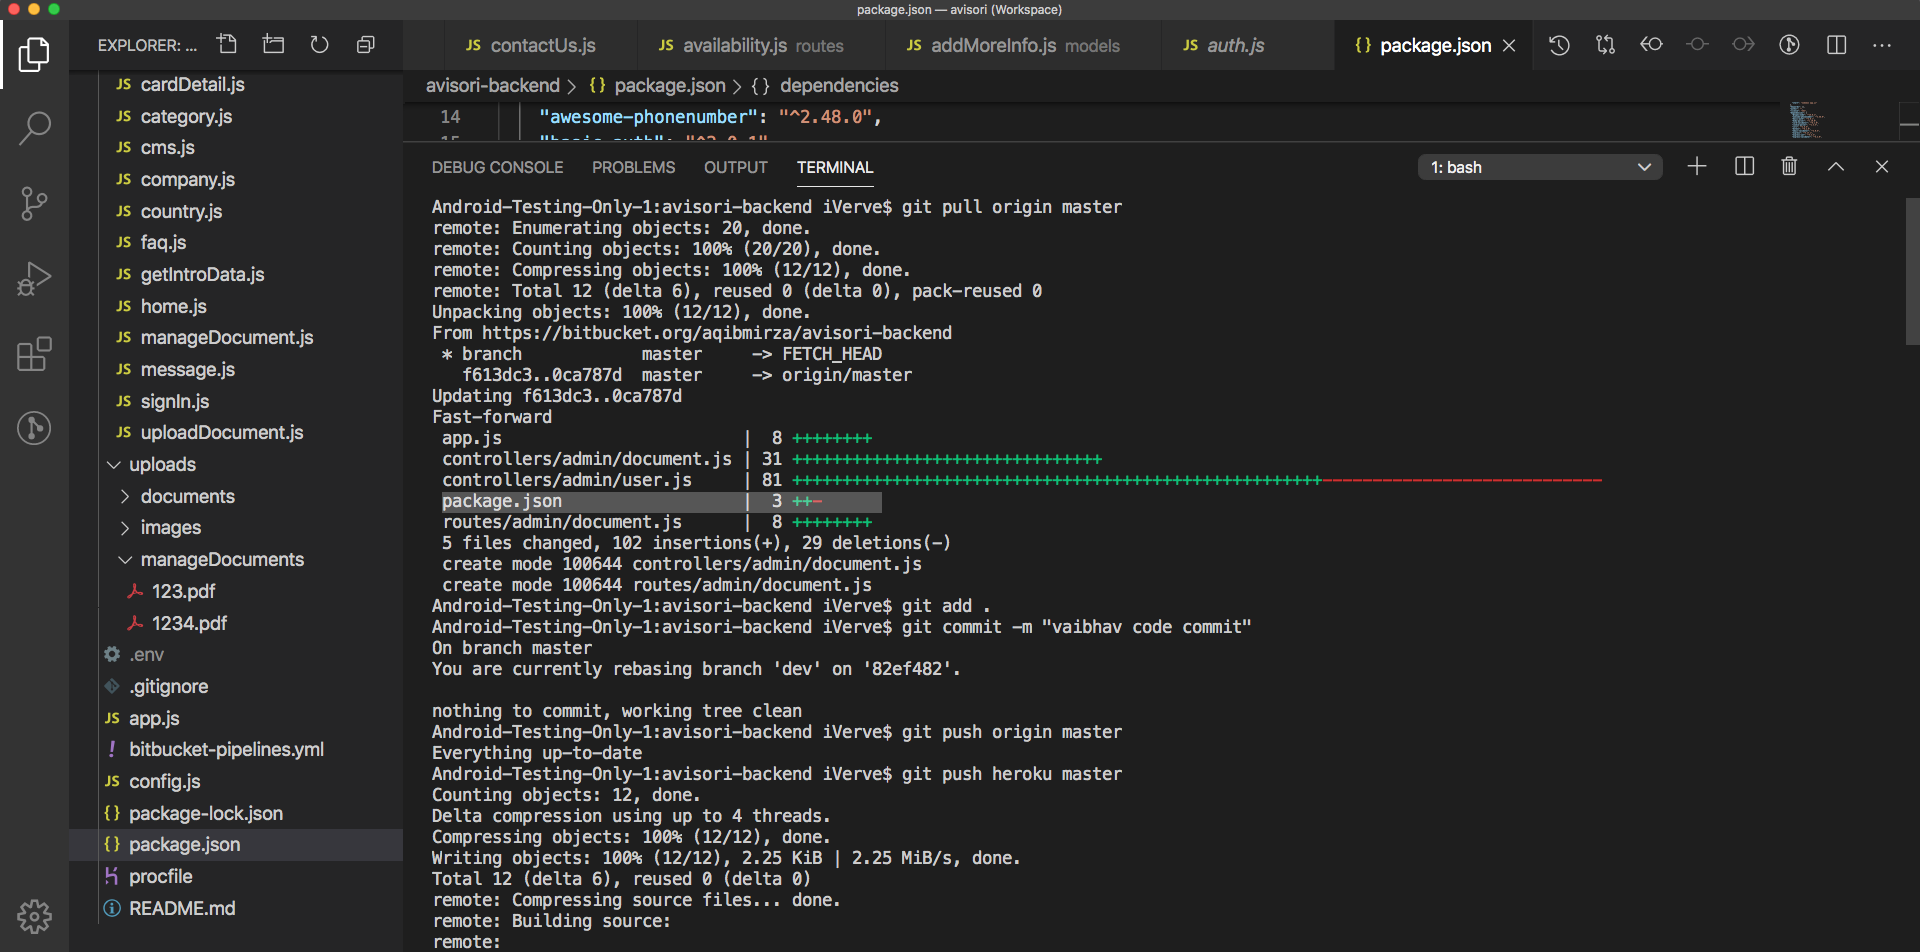 package.json — avisori (Workspace)
EXPLORER: ...
JS contactUs.js
JS availability.js routes
JS addMoreInfo.js models
JS auth.js
{} package.json
avisori-backend > {} package.json > {} dependencies
14 "awesome-phonenumber": "^2.48.0",
15 "basic-auth": "^2.0.1"
DEBUG CONSOLE PROBLEMS OUTPUT TERMINAL
1: bash
JS cardDetail.js
JS category.js
JS cms.js
JS company.js
JS country.js
JS faq.js
JS getIntroData.js
JS home.js
JS manageDocument.js
JS message.js
JS signIn.js
JS uploadDocument.js
uploads
documents
images
manageDocuments
123.pdf
1234.pdf
.env
.gitignore
JS app.js
! bitbucket-pipelines.yml
JS config.js
{} package-lock.json
{} package.json
procfile
README.md
Android-Testing-Only-1:avisori-backend iVerve$ git pull origin master
remote: Enumerating objects: 20, done.
remote: Counting objects: 100% (20/20), done.
remote: Compressing objects: 100% (12/12), done.
remote: Total 12 (delta 6), reused 0 (delta 0), pack-reused 0
Unpacking objects: 100% (12/12), done.
From https://bitbucket.org/aqibmirza/avisori-backend
 * branch            master     -> FETCH_HEAD
   f613dc3..0ca787d  master     -> origin/master
Updating f613dc3..0ca787d
Fast-forward
 app.js                       |  8 ++++++++
 controllers/admin/document.js | 31 +++++++++++++++++++++++++++++++
 controllers/admin/user.js     | 81 +++++++++++++++++++++++++++++++++++++++++++++++++++++----------------------------
 package.json                  |  3 ++-
 routes/admin/document.js      |  8 ++++++++
 5 files changed, 102 insertions(+), 29 deletions(-)
 create mode 100644 controllers/admin/document.js
 create mode 100644 routes/admin/document.js
Android-Testing-Only-1:avisori-backend iVerve$ git add .
Android-Testing-Only-1:avisori-backend iVerve$ git commit -m "vaibhav code commit"
On branch master
You are currently rebasing branch 'dev' on '82ef482'.
nothing to commit, working tree clean
Android-Testing-Only-1:avisori-backend iVerve$ git push origin master
Everything up-to-date
Android-Testing-Only-1:avisori-backend iVerve$ git push heroku master
Counting objects: 12, done.
Delta compression using up to 4 threads.
Compressing objects: 100% (12/12), done.
Writing objects: 100% (12/12), 2.25 KiB | 2.25 MiB/s, done.
Total 12 (delta 6), reused 0 (delta 0)
remote: Compressing source files... done.
remote: Building source:
remote: